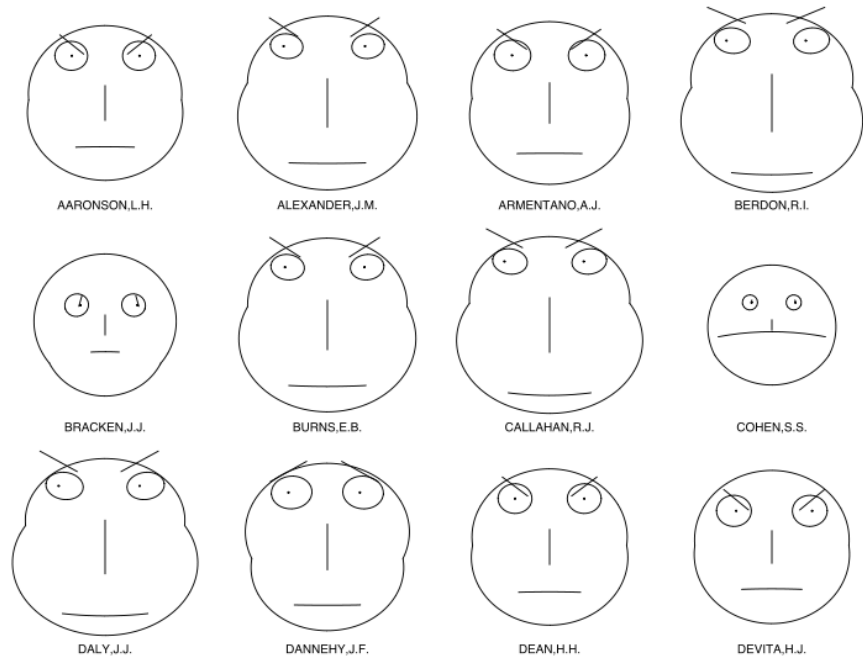 AARONSON,L.H.
ALEXANDER,J.M.
ARMENTANO,A.J.
BERDON,R.I.
BRACKEN,J.J.
BURNS,E.B.
CALLAHAN,R.J.
COHEN,S.S.
DALY,J.J.
DANNEHY,J.F.
DEAN,H.H.
DEVITA,H.J.